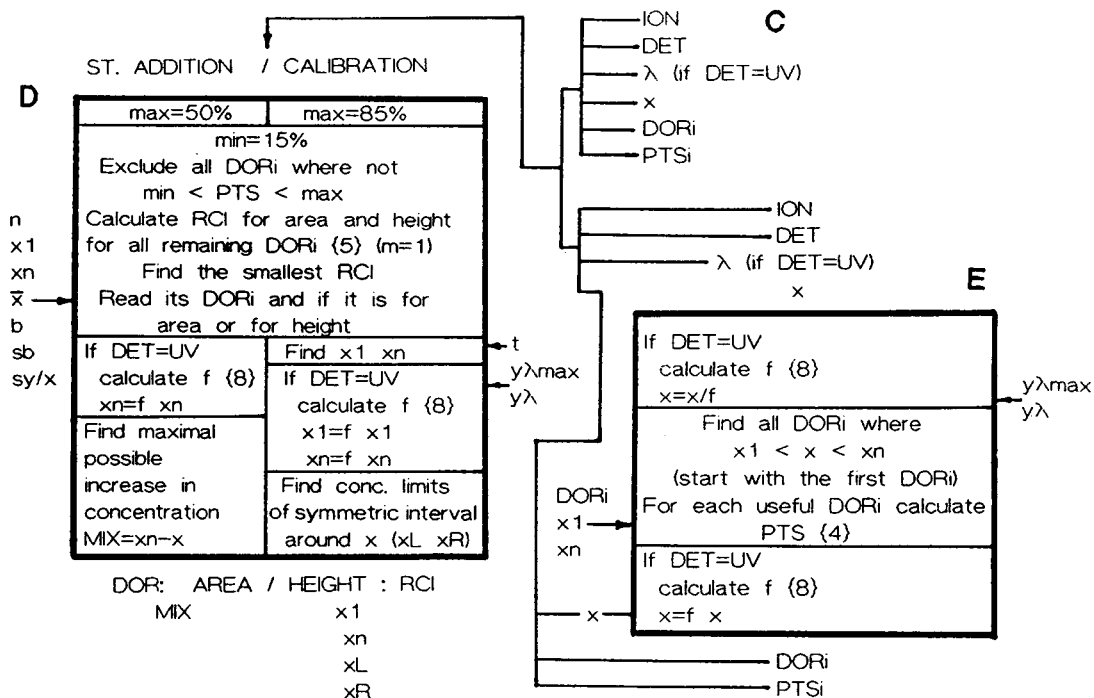 C
ION
DET
λ (if DET=UV)
x
DORi
PTSi
ST. ADDITION / CALIBRATION
D
max=50% max=85%
min=15%
Exclude all DORi where not
min < PTS < max
Calculate RCI for area and height
for all remaining DORi {5} (m=1)
Find the smallest RCI
Read its DORi and if it is for
area or for height
n
x1
xn
x̅
b
sb
sy/x
If DET=UV
calculate f {8}
xn=f xn
Find maximal
possible
increase in
concentration
MIX=xn-x
Find x1 xn
If DET=UV
calculate f {8}
x1=f x1
xn=f xn
Find conc. limits
of symmetric interval
around x (xL xR)
t
yλmax
yλ
DOR: AREA / HEIGHT : RCI
MIX
x1
xn
xL
xR
ION
DET
λ (if DET=UV)
x
E
If DET=UV
calculate f {8}
x=x/f
yλmax
yλ
Find all DORi where
x1 < x < xn
(start with the first DORi)
For each useful DORi calculate
PTS {4}
DORi
x1
xn
If DET=UV
calculate f {8}
x=f x
x
DORi
PTSi